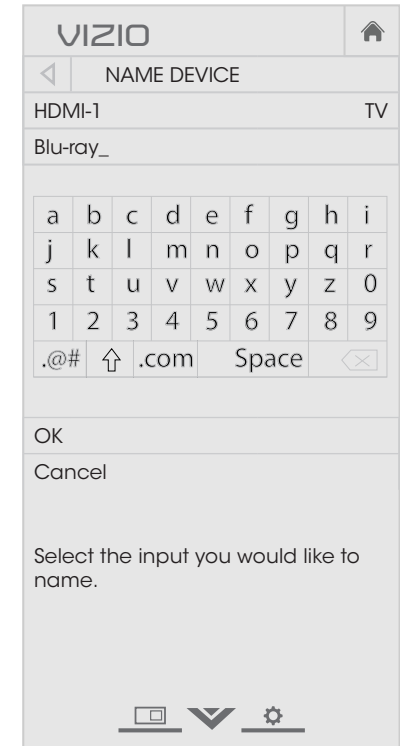 VIZIO
NAME DEVICE
HDMI-1 TV
Blu-ray_
a b c d e f g h i
j k l m n o p q r
s t u v w x y z 0
1 2 3 4 5 6 7 8 9
.@# .com Space
OK
Cancel
Select the input you would like to
name.